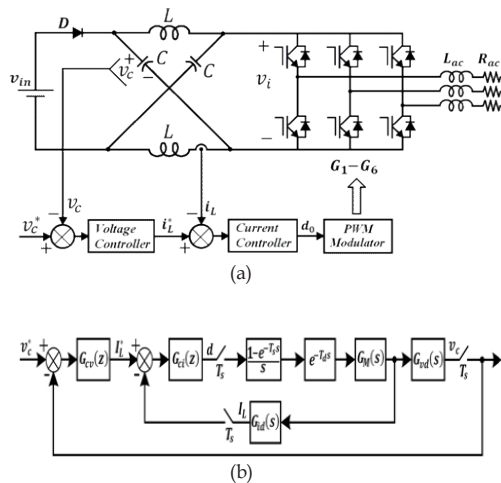 D
L
C
C
v_in
v_c
+
−
+
v_i
−
L_ac R_ac
L
G_1−G_6
i_L
v_c
v_c*
−
+
Voltage
Controller
i_L*
−
+
Current
Controller
d_0
PWM
Modulator
(a)
v_c* + − G_cv(z) I_L* + − G_ci(z) d T_s 1−e^{−T_s s}/s e^{−T_d s} G_M(s) G_vd(s) v_c T_s
T_s I_L G_id(s)
(b)